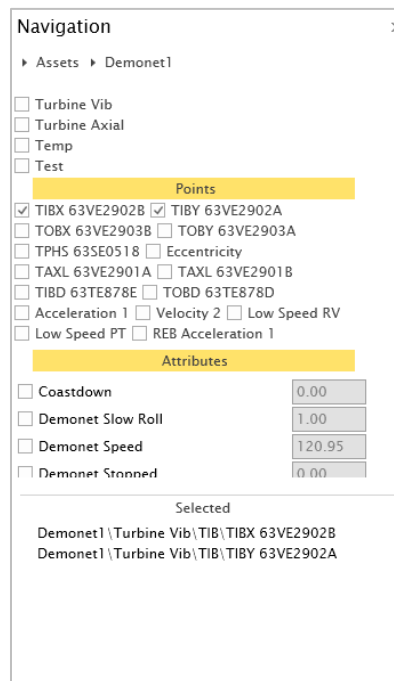 Navigation
Assets Demonet1
Turbine Vib
Turbine Axial
Temp
Test
Points
TIBX 63VE2902B TIBY 63VE2902A
TOBX 63VE2903B TOBY 63VE2903A
TPHS 63SE0518 Eccentricity
TAXL 63VE2901A TAXL 63VE2901B
TIBD 63TE878E TOBD 63TE878D
Acceleration 1 Velocity 2 Low Speed RV
Low Speed PT REB Acceleration 1
Attributes
Coastdown 0.00
Demonet Slow Roll 1.00
Demonet Speed 120.95
Demonet Stopped 0.00
Selected
Demonet1\Turbine Vib\TIB\TIBX 63VE2902B
Demonet1\Turbine Vib\TIB\TIBY 63VE2902A